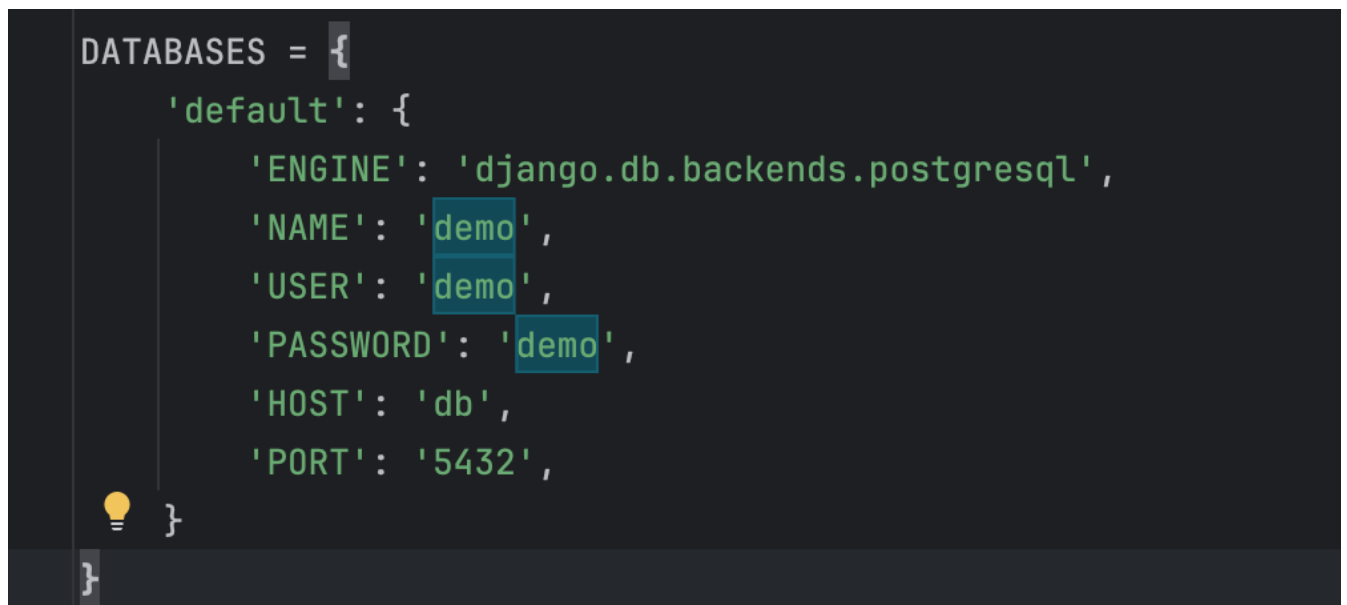 DATABASES = {
    'default': {
        'ENGINE': 'django.db.backends.postgresql',
        'NAME': 'demo',
        'USER': 'demo',
        'PASSWORD': 'demo',
        'HOST': 'db',
        'PORT': '5432',
    }
}